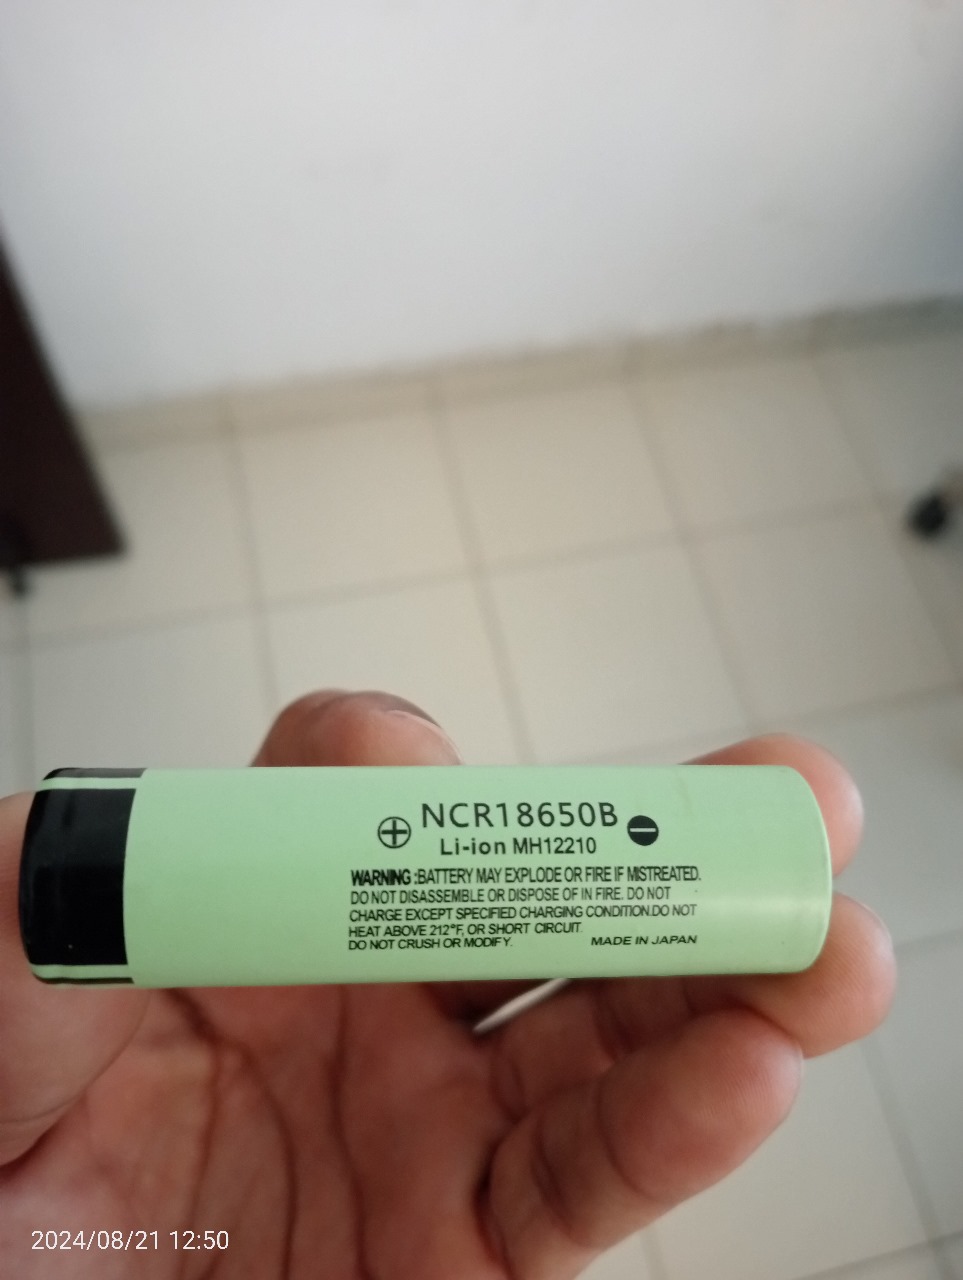 NCR18650B
Li-ion MH12210
WARNING :BATTERY MAY EXPLODE OR FIRE IF MISTREATED.
DO NOT DISASSEMBLE OR DISPOSE OF IN FIRE. DO NOT
CHARGE EXCEPT SPECIFIED CHARGING CONDITION.DO NOT
HEAT ABOVE 212°F, OR SHORT CIRCUIT.
DO NOT CRUSH OR MODIFY. MADE IN JAPAN
2024/08/21 12:50